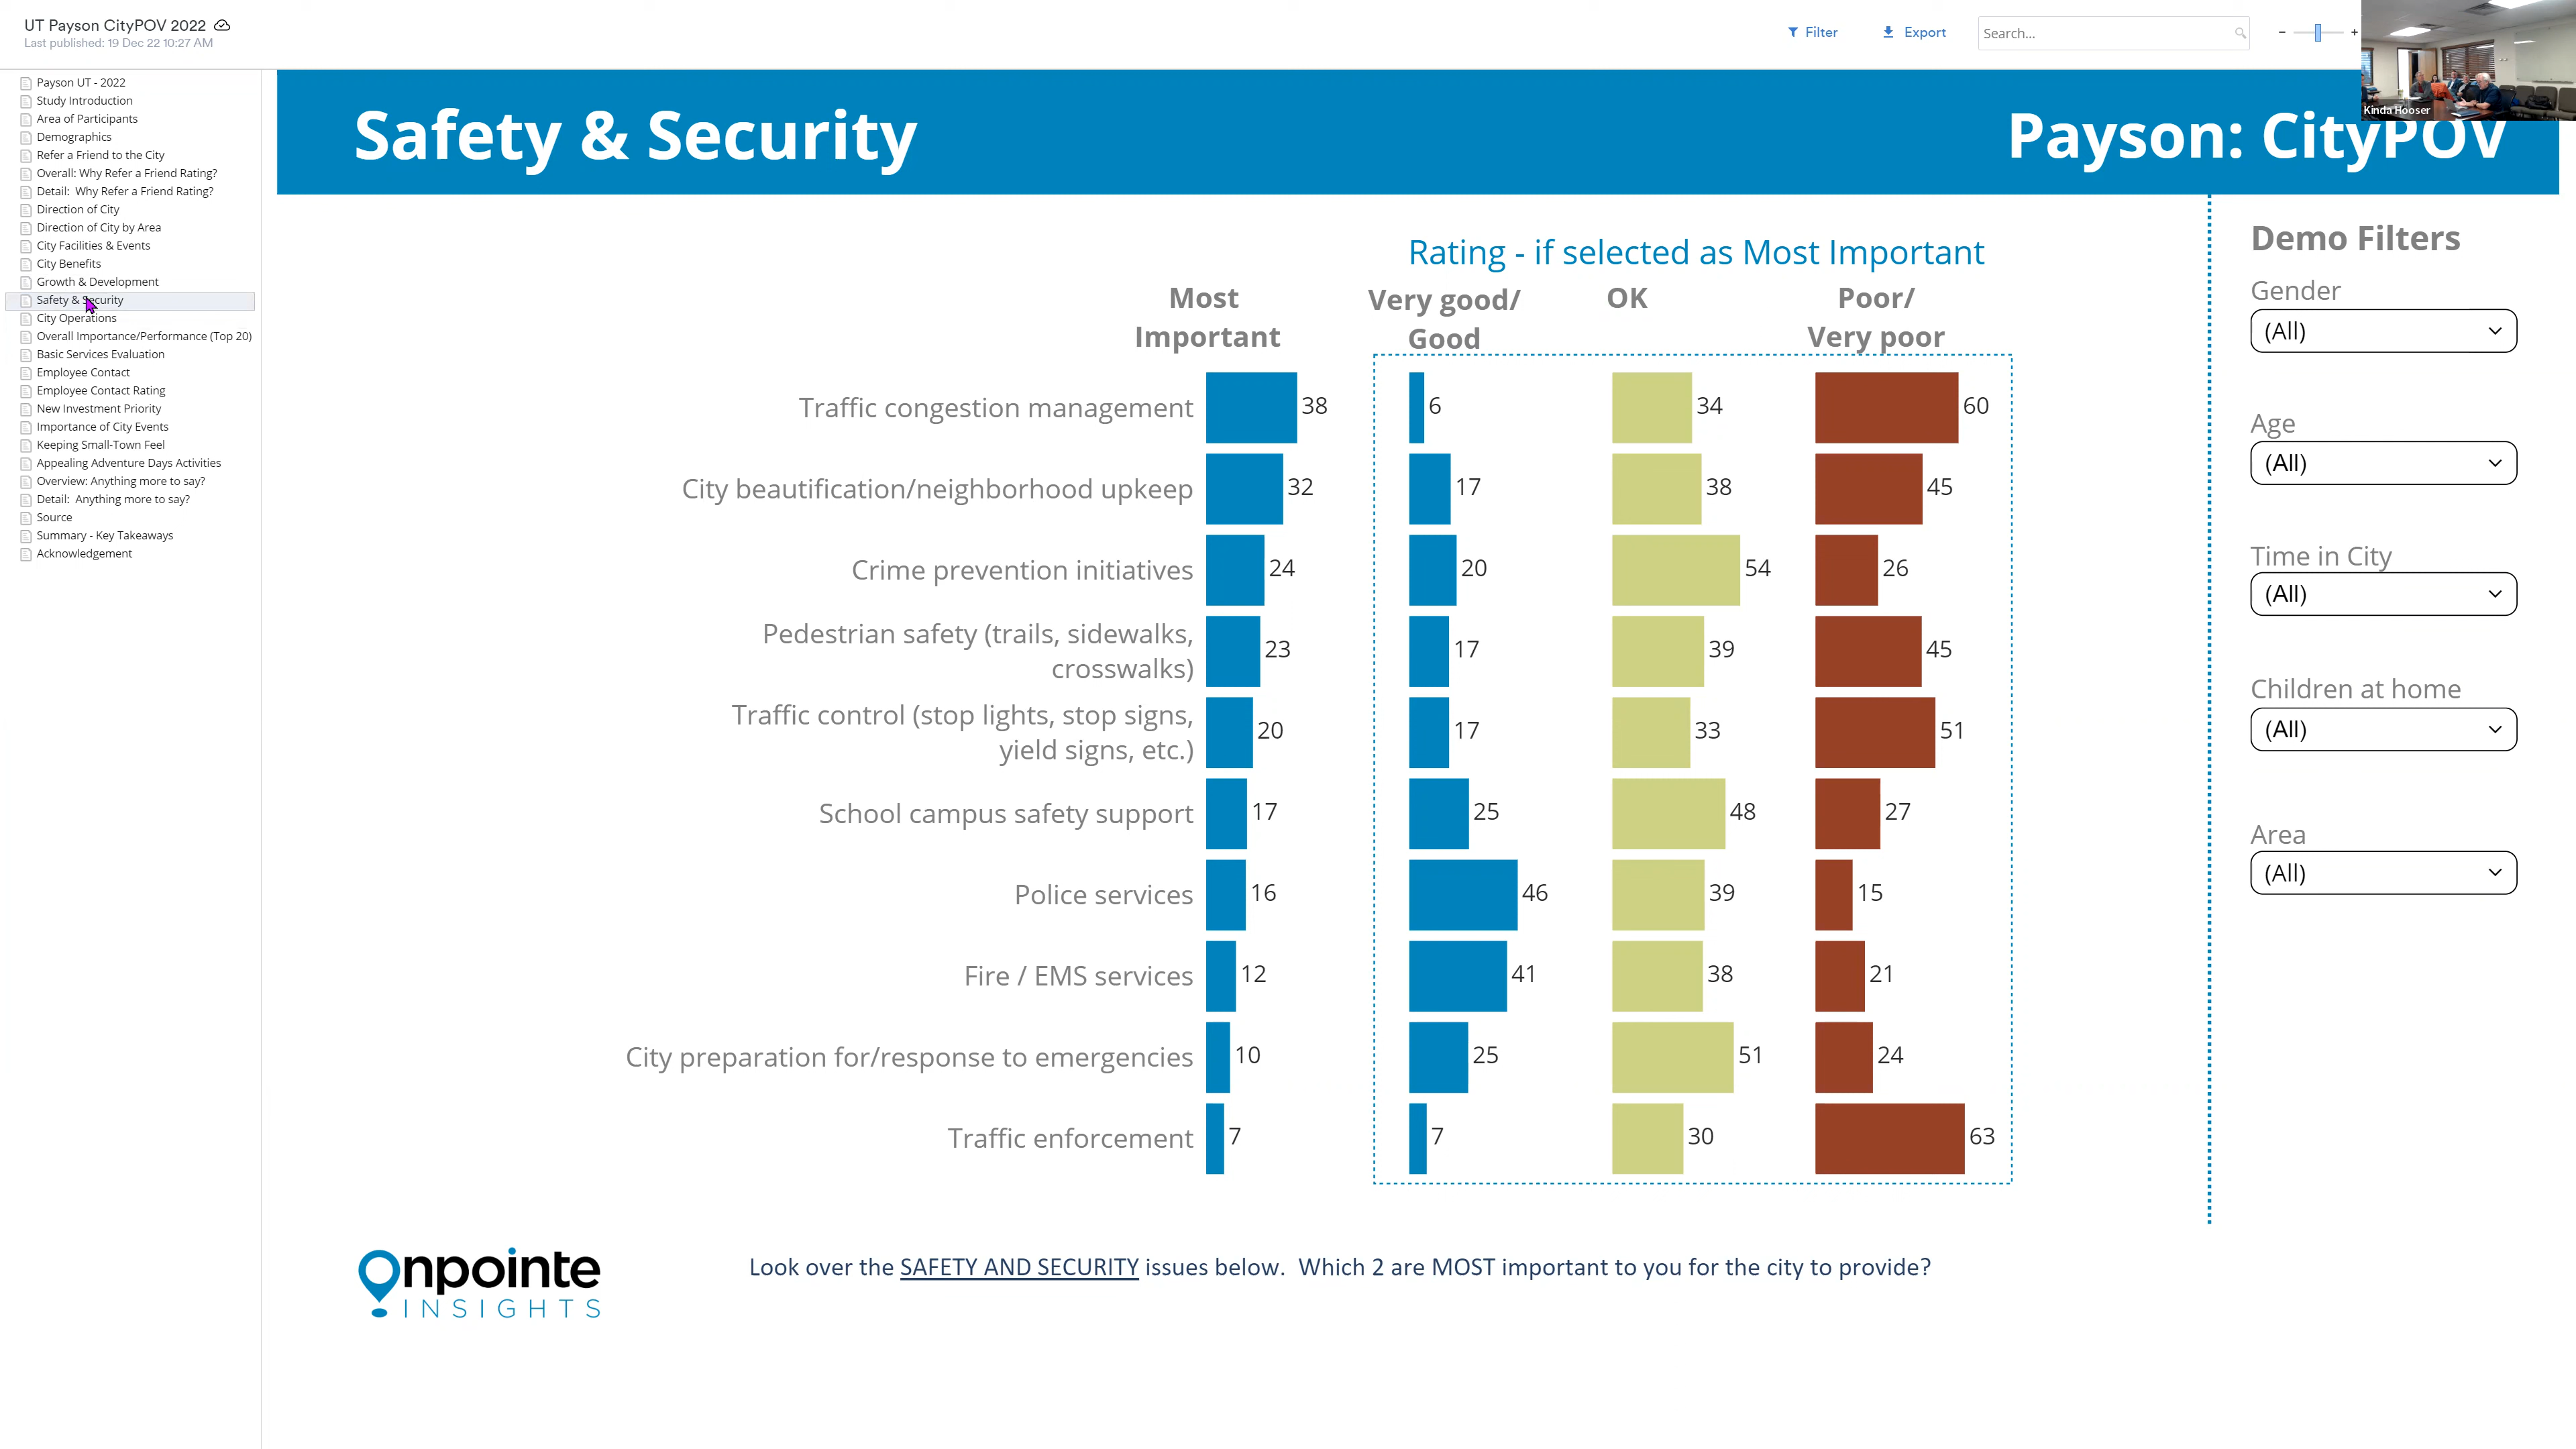 UT Payson CityPOV 2022
Last published: 19 Dec 22 10:27 AM
Filter
Export
Search...
Kinda Hooser
Payson UT - 2022
Study Introduction
Area of Participants
Demographics
Refer a Friend to the City
Overall: Why Refer a Friend Rating?
Detail:  Why Refer a Friend Rating?
Direction of City
Direction of City by Area
City Facilities & Events
City Benefits
Growth & Development
Safety & Security
City Operations
Overall Importance/Performance (Top 20)
Basic Services Evaluation
Employee Contact
Employee Contact Rating
New Investment Priority
Importance of City Events
Keeping Small-Town Feel
Appealing Adventure Days Activities
Overview: Anything more to say?
Detail:  Anything more to say?
Source
Summary - Key Takeaways
Acknowledgement
Safety & Security
Payson: CityPOV
Rating - if selected as Most Important
Most
Important
Very good/
Good
OK
Poor/
Very poor
Traffic congestion management 38 6 34 60
City beautification/neighborhood upkeep 32 17 38 45
Crime prevention initiatives 24 20 54 26
Pedestrian safety (trails, sidewalks,
crosswalks) 23 17 39 45
Traffic control (stop lights, stop signs,
yield signs, etc.) 20 17 33 51
School campus safety support 17 25 48 27
Police services 16 46 39 15
Fire / EMS services 12 41 38 21
City preparation for/response to emergencies 10 25 51 24
Traffic enforcement 7 7 30 63
Demo Filters
Gender
(All)
Age
(All)
Time in City
(All)
Children at home
(All)
Area
(All)
Onpointe
INSIGHTS
Look over the SAFETY AND SECURITY issues below.  Which 2 are MOST important to you for the city to provide?